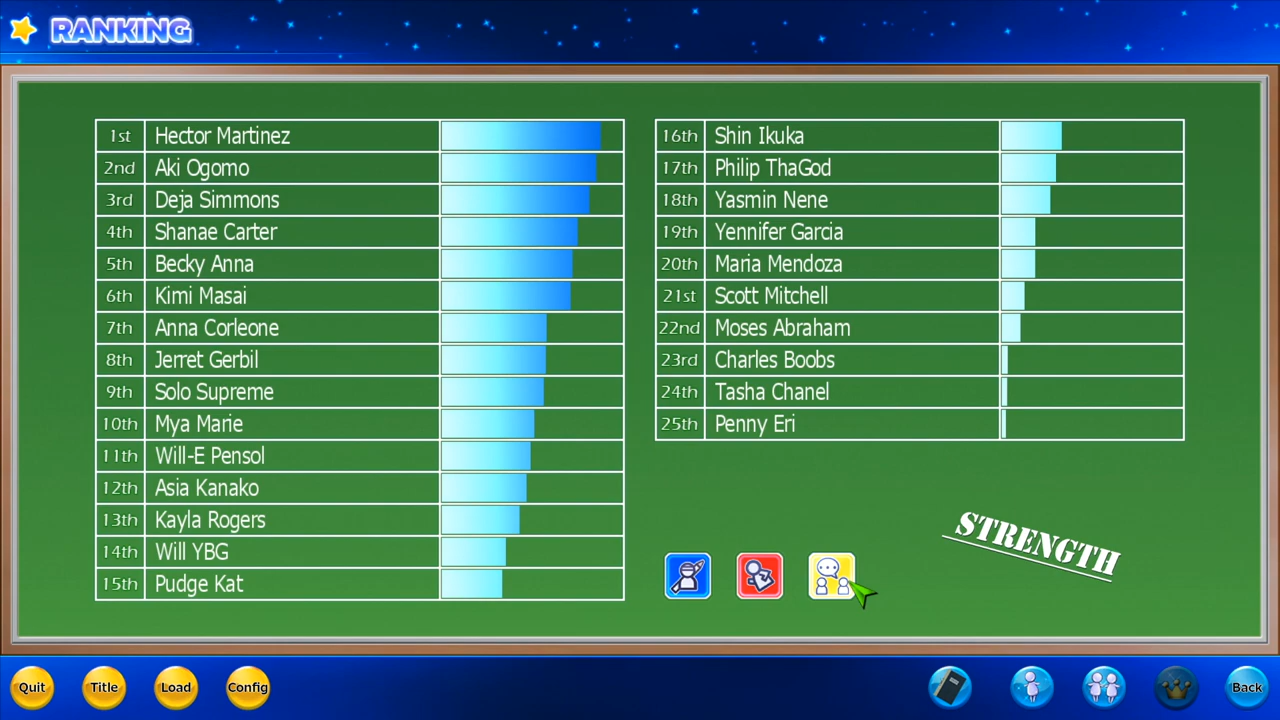 RANKING
1st Hector Martinez
2nd Aki Ogomo
3rd Deja Simmons
4th Shanae Carter
5th Becky Anna
6th Kimi Masai
7th Anna Corleone
8th Jerret Gerbil
9th Solo Supreme
10th Mya Marie
11th Will-E Pensol
12th Asia Kanako
13th Kayla Rogers
14th Will YBG
15th Pudge Kat
16th Shin Ikuka
17th Philip ThaGod
18th Yasmin Nene
19th Yennifer Garcia
20th Maria Mendoza
21st Scott Mitchell
22nd Moses Abraham
23rd Charles Boobs
24th Tasha Chanel
25th Penny Eri
STRENGTH
Quit Title Load Config Back